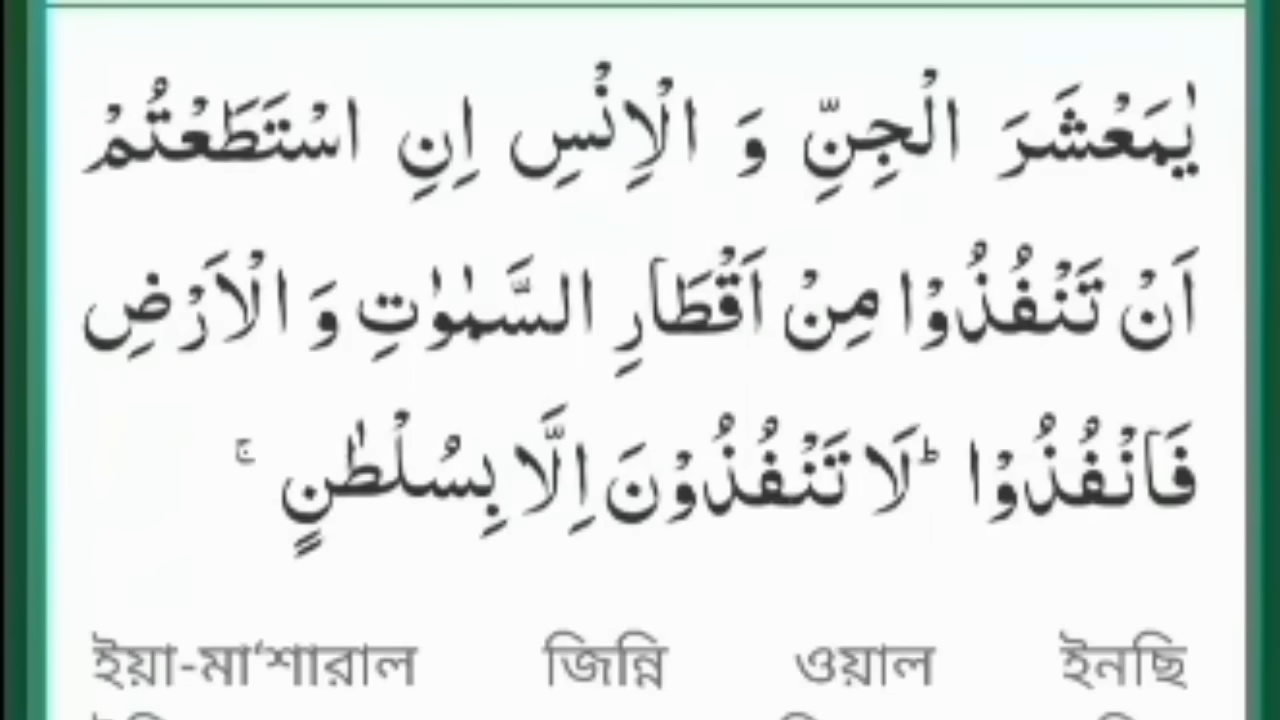 يٰمَعْشَرَ الْجِنِّ وَ الْاِنْسِ اِنِ اسْتَطَعْتُمْ
اَنْ تَنْفُذُوْا مِنْ اَقْطَارِ السَّمٰوٰتِ وَ الْاَرْضِ
فَانْفُذُوْا ؕ لَا تَنْفُذُوْنَ اِلَّا بِسُلْطٰنٍ ۚ
ইয়া-মা‘শারাল জিন্নি ওয়াল ইনছি